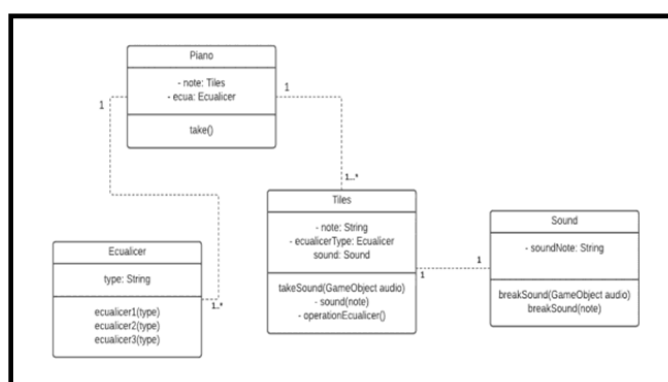 Piano
- note: Tiles
- ecua: Ecualicer
take()
1
1
1..*
Tiles
- note: String
- ecualicerType: Ecualicer
sound: Sound
takeSound(GameObject audio)
- sound(note)
- operationEcualicer()
Sound
- soundNote: String
breakSound(GameObject audio)
breakSound(note)
1
1
Ecualicer
type: String
ecualicer1(type)
ecualicer2(type)
ecualicer3(type)
1..*